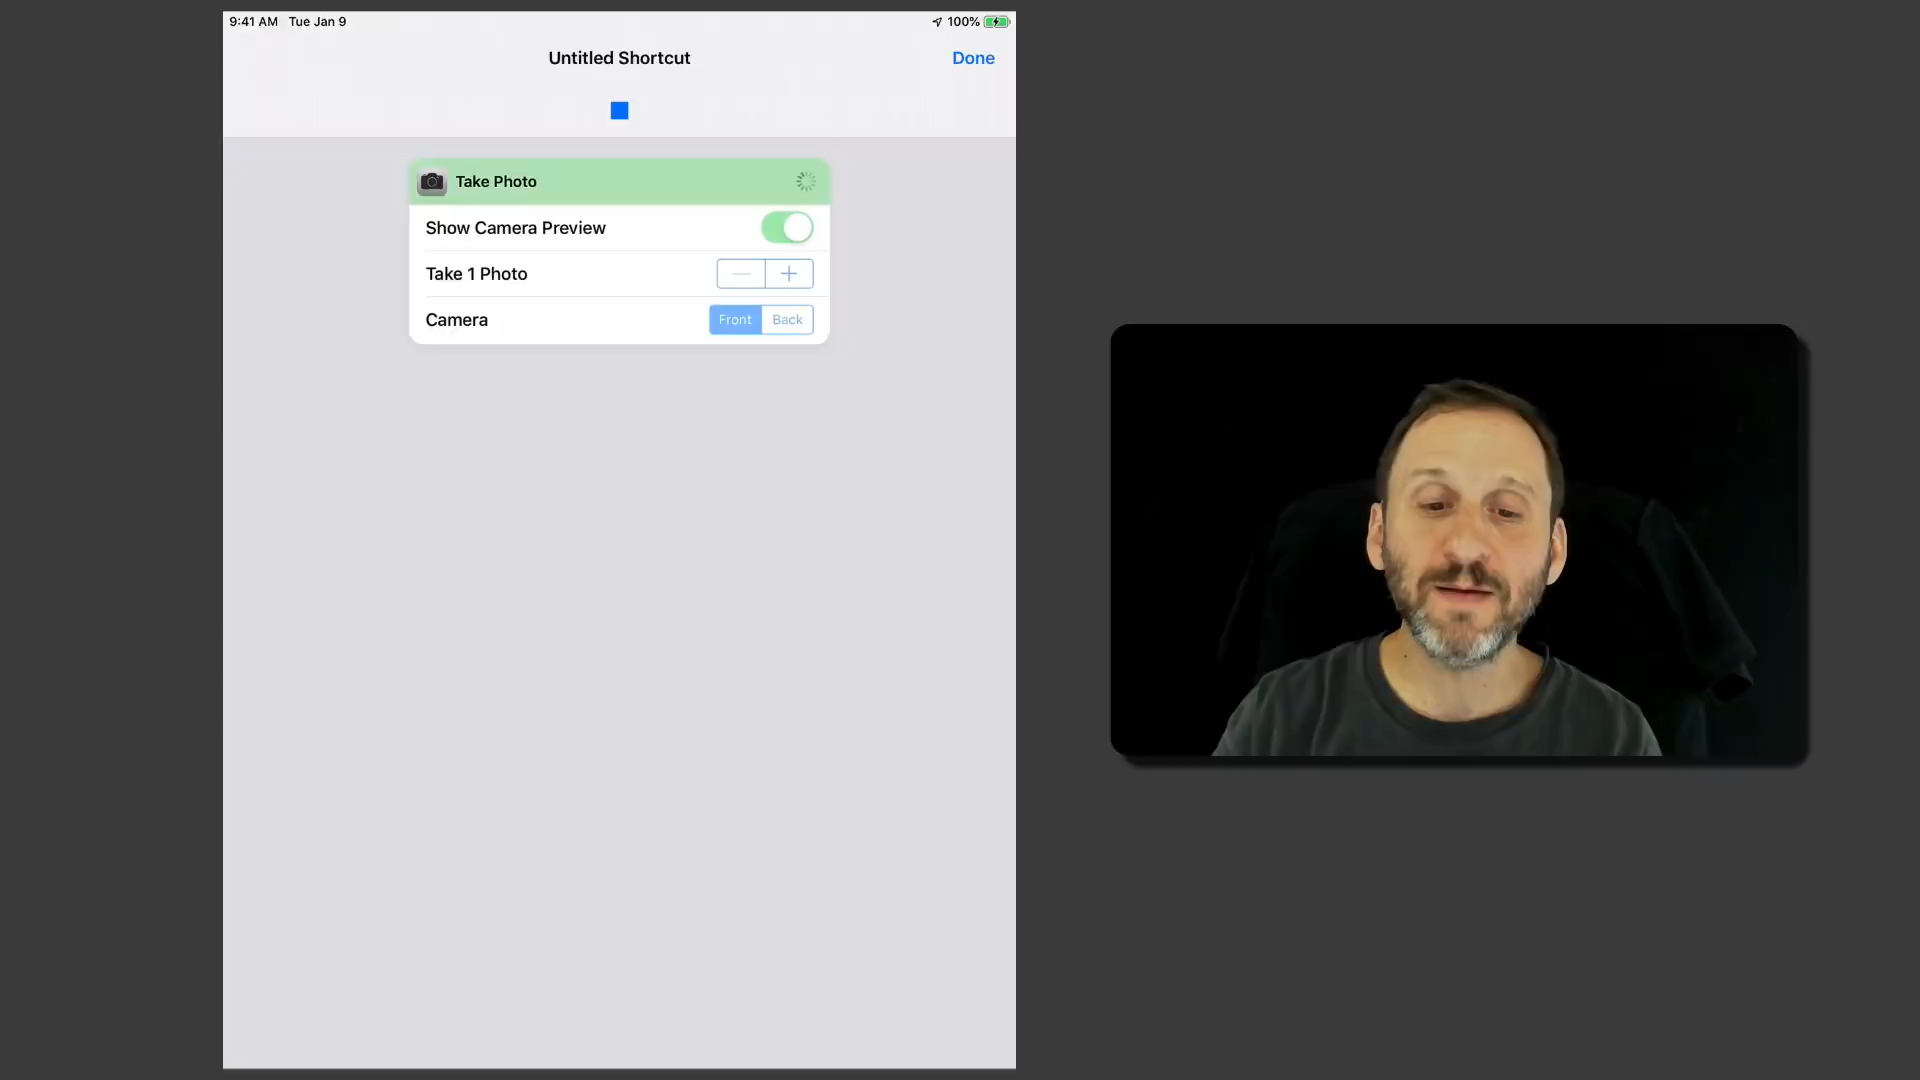 9:41 AM Tue Jan 9
100%
Untitled Shortcut
Done
Take Photo
Show Camera Preview
Take 1 Photo
Camera
Front
Back